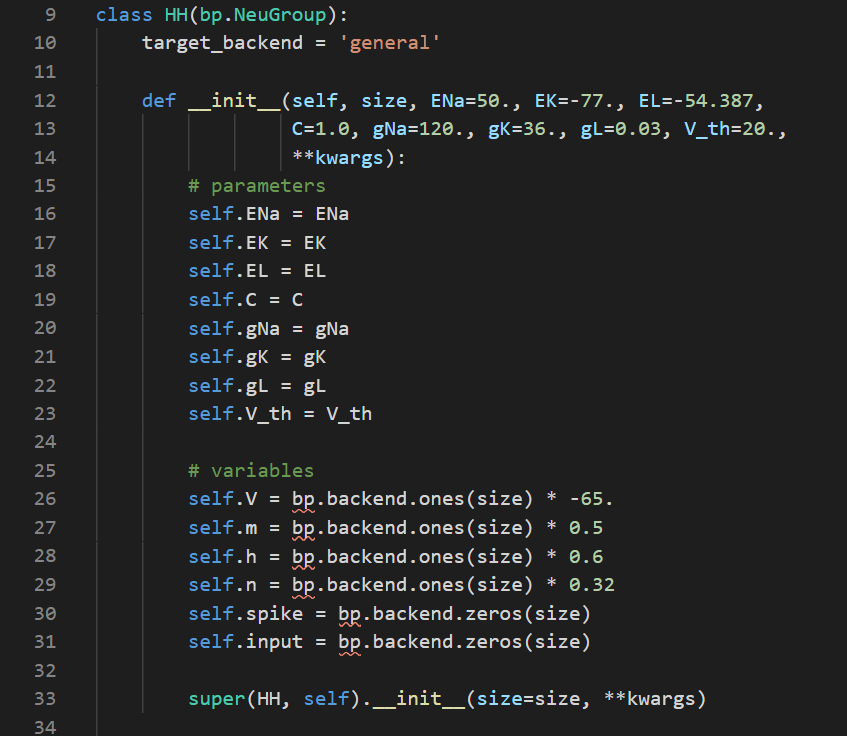 9 class HH(bp.NeuGroup):
10     target_backend = 'general'
11
12     def __init__(self, size, ENa=50., EK=-77., EL=-54.387,
13                  C=1.0, gNa=120., gK=36., gL=0.03, V_th=20.,
14                  **kwargs):
15         # parameters
16         self.ENa = ENa
17         self.EK = EK
18         self.EL = EL
19         self.C = C
20         self.gNa = gNa
21         self.gK = gK
22         self.gL = gL
23         self.V_th = V_th
24
25         # variables
26         self.V = bp.backend.ones(size) * -65.
27         self.m = bp.backend.ones(size) * 0.5
28         self.h = bp.backend.ones(size) * 0.6
29         self.n = bp.backend.ones(size) * 0.32
30         self.spike = bp.backend.zeros(size)
31         self.input = bp.backend.zeros(size)
32
33         super(HH, self).__init__(size=size, **kwargs)
34